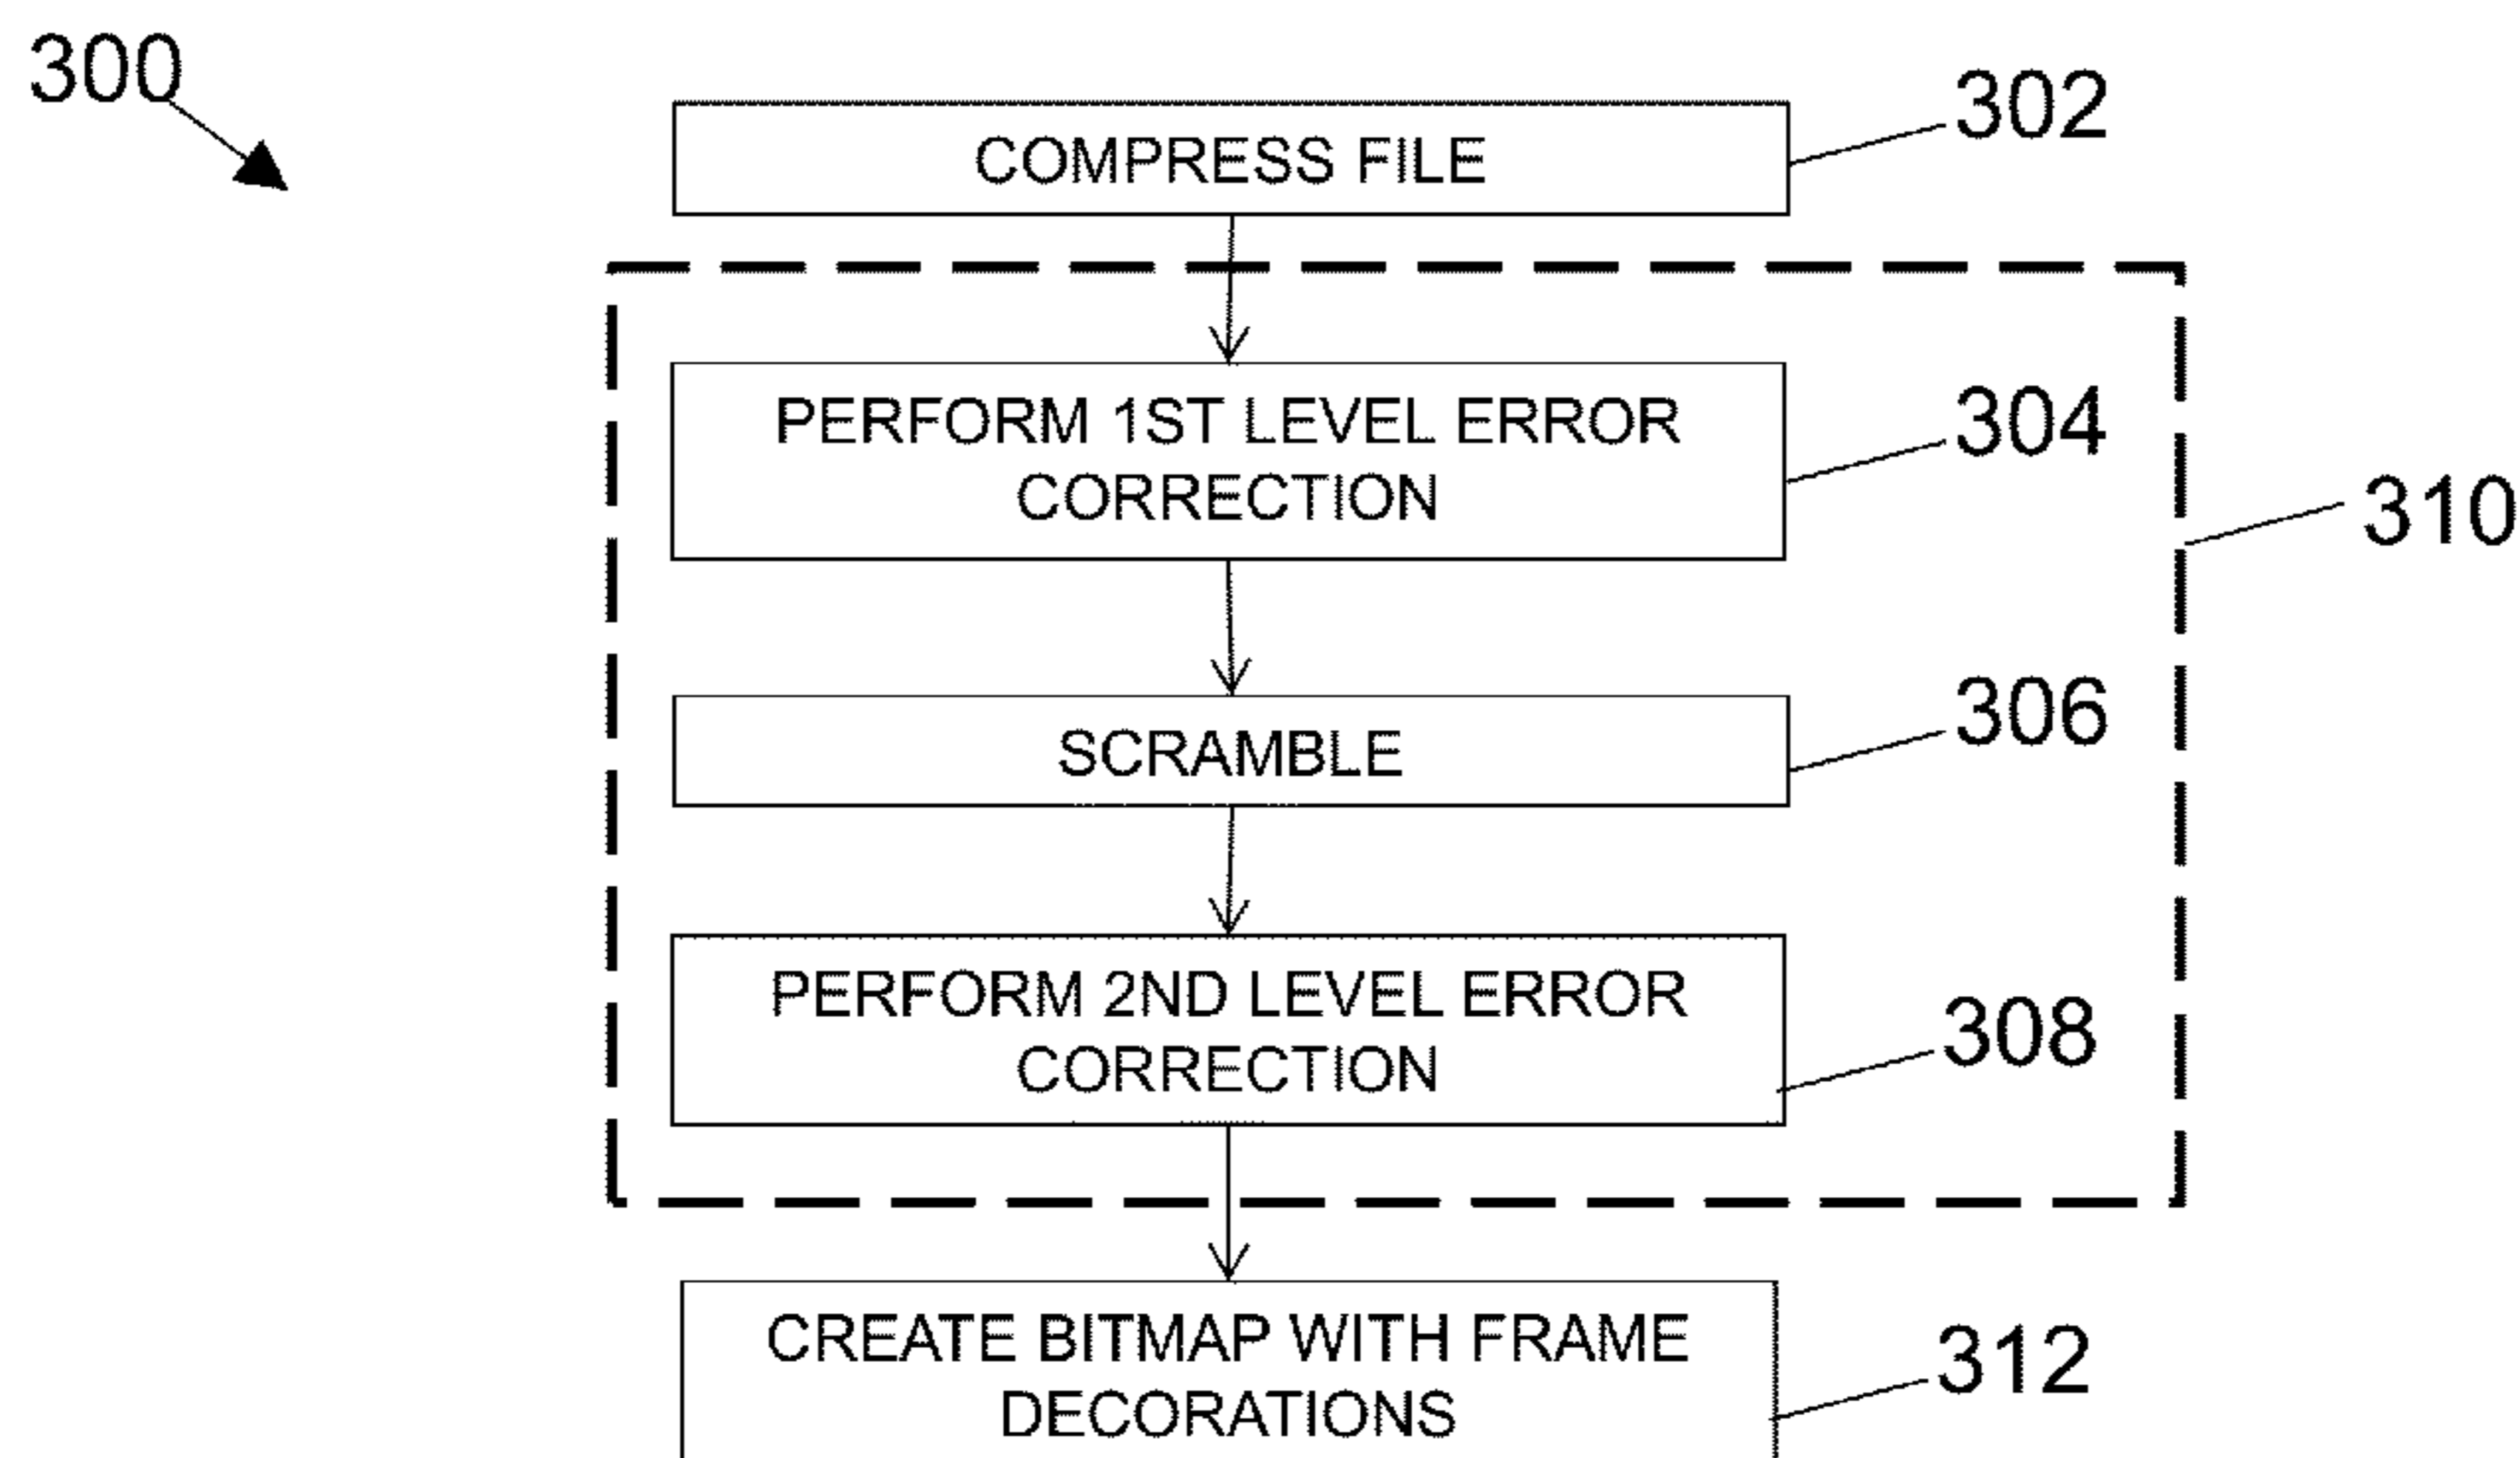 300
COMPRESS FILE
302
PERFORM 1ST LEVEL ERROR
CORRECTION
304
310
SCRAMBLE
306
PERFORM 2ND LEVEL ERROR
CORRECTION
308
CREATE BITMAP WITH FRAME
DECORATIONS
312